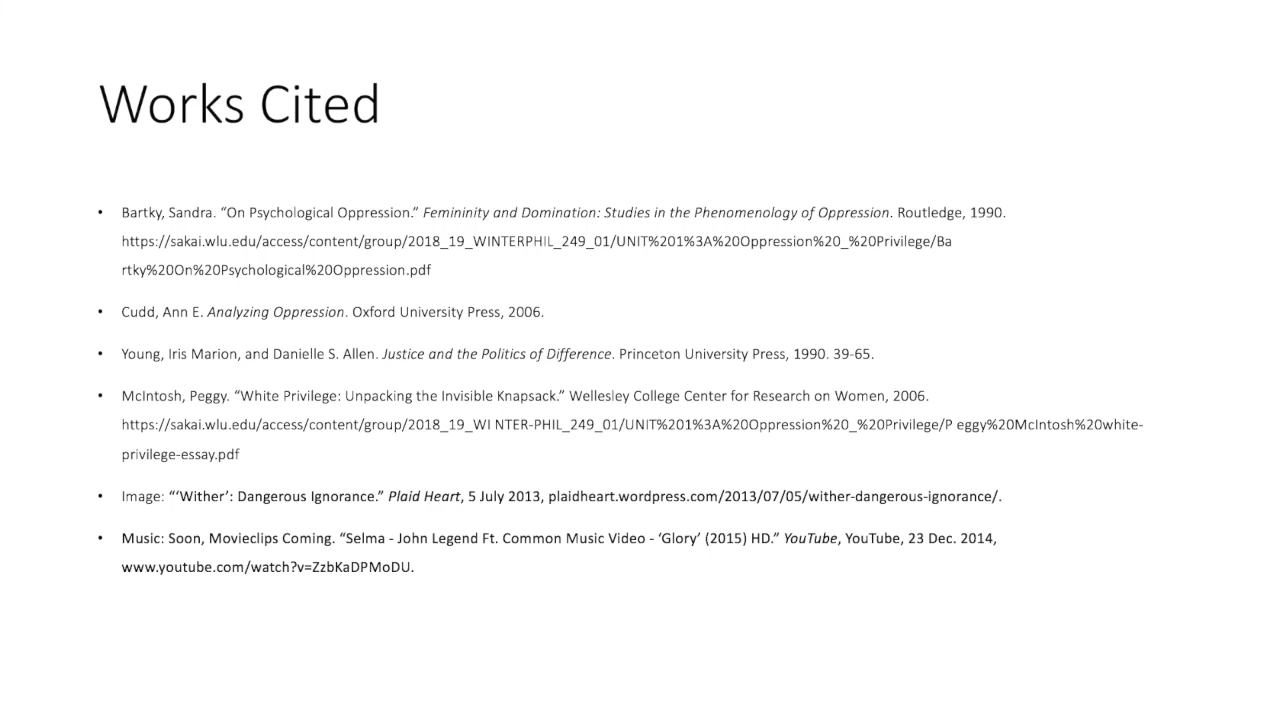 Works Cited
• Bartky, Sandra. “On Psychological Oppression.” Femininity and Domination: Studies in the Phenomenology of Oppression. Routledge, 1990.
https://sakai.wlu.edu/access/content/group/2018_19_WINTERPHIL_249_01/UNIT%201%3A%20Oppression%20_%20Privilege/Ba
rtky%20On%20Psychological%20Oppression.pdf
• Cudd, Ann E. Analyzing Oppression. Oxford University Press, 2006.
• Young, Iris Marion, and Danielle S. Allen. Justice and the Politics of Difference. Princeton University Press, 1990. 39-65.
• McIntosh, Peggy. “White Privilege: Unpacking the Invisible Knapsack.” Wellesley College Center for Research on Women, 2006.
https://sakai.wlu.edu/access/content/group/2018_19_WI NTER-PHIL_249_01/UNIT%201%3A%20Oppression%20_%20Privilege/P eggy%20McIntosh%20white-
privilege-essay.pdf
• Image: “‘Wither’: Dangerous Ignorance.” Plaid Heart, 5 July 2013, plaidheart.wordpress.com/2013/07/05/wither-dangerous-ignorance/.
• Music: Soon, Movieclips Coming. “Selma - John Legend Ft. Common Music Video - ‘Glory’ (2015) HD.” YouTube, YouTube, 23 Dec. 2014,
www.youtube.com/watch?v=ZzbKaDPMoDU.